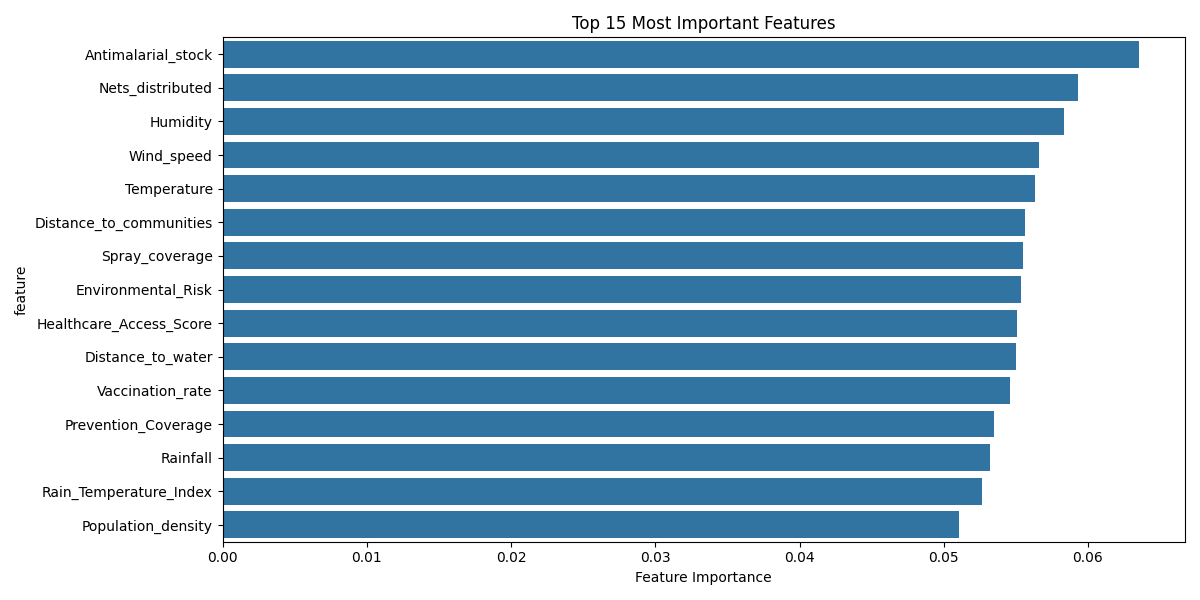 Top 15 Most Important Features
feature
Antimalarial_stock
Nets_distributed
Humidity
Wind_speed
Temperature
Distance_to_communities
Spray_coverage
Environmental_Risk
Healthcare_Access_Score
Distance_to_water
Vaccination_rate
Prevention_Coverage
Rainfall
Rain_Temperature_Index
Population_density
0.00 0.01 0.02 0.03 0.04 0.05 0.06
Feature Importance